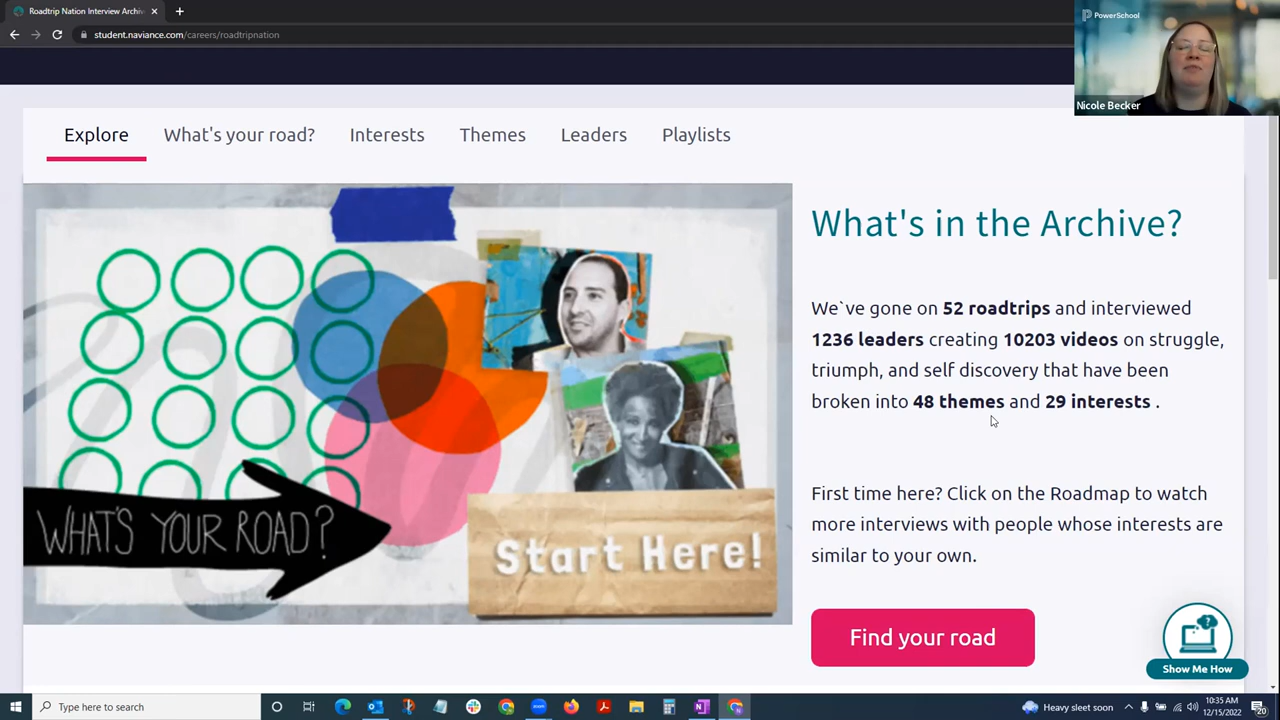 Roadtrip Nation Interview Archiv
student.naviance.com/careers/roadtripnation
PowerSchool
Nicole Becker
Explore
What's your road?
Interests
Themes
Leaders
Playlists
WHAT'S YOUR ROAD?
Start Here!
What's in the Archive?
We`ve gone on 52 roadtrips and interviewed
1236 leaders creating 10203 videos on struggle,
triumph, and self discovery that have been
broken into 48 themes and 29 interests .
First time here? Click on the Roadmap to watch
more interviews with people whose interests are
similar to your own.
Find your road
Show Me How
Type here to search
Heavy sleet soon
10:35 AM
12/15/2022
20